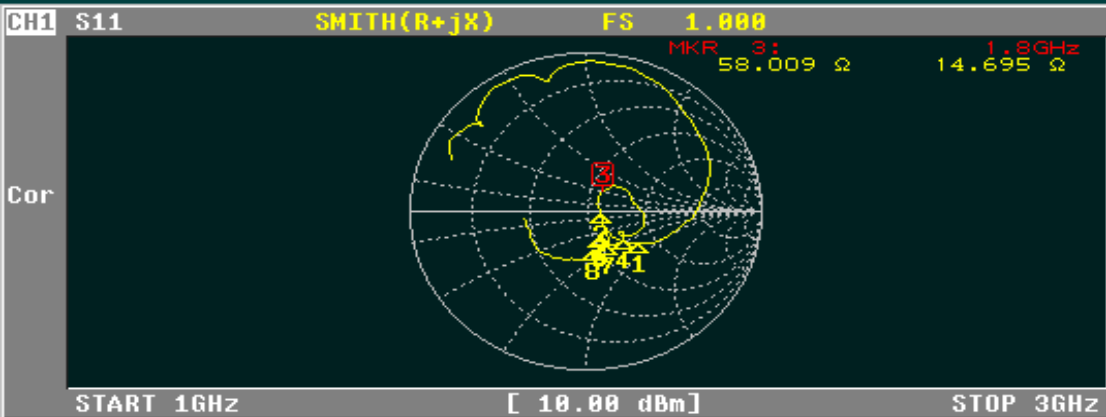 CH1 S11 SMITH(R+jX) FS 1.000
MKR 3: 1.8GHz
58.009 Ω 14.695 Ω
3
Cor
2
8 7 4 1
START 1GHz [ 10.00 dBm] STOP 3GHz